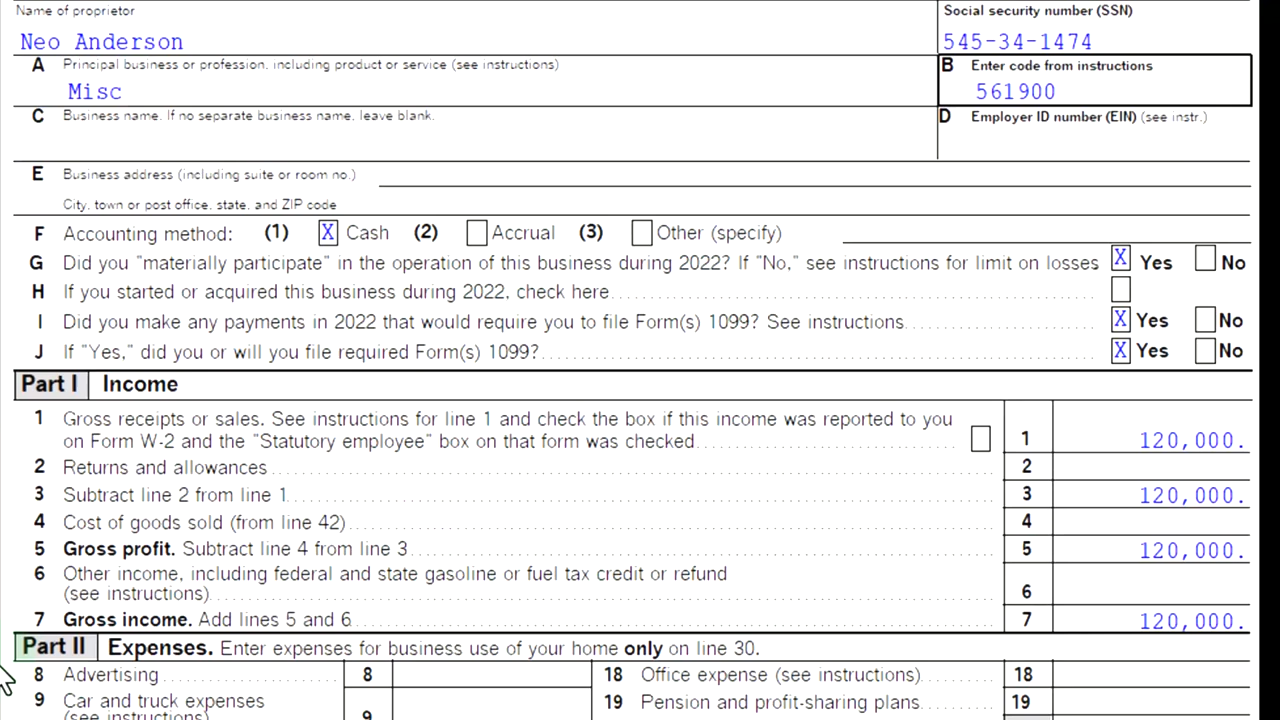 Name of proprietor Social security number (SSN)
Neo Anderson 545-34-1474
A Principal business or profession, including product or service (see instructions) B Enter code from instructions
Misc 561900
C Business name. If no separate business name, leave blank. D Employer ID number (EIN) (see instr.)
E Business address (including suite or room no.)
City, town or post office, state, and ZIP code
F Accounting method: (1) X Cash (2) Accrual (3) Other (specify)
G Did you "materially participate" in the operation of this business during 2022? If "No," see instructions for limit on losses X Yes No
H If you started or acquired this business during 2022, check here
I Did you make any payments in 2022 that would require you to file Form(s) 1099? See instructions X Yes No
J If "Yes," did you or will you file required Form(s) 1099? X Yes No
Part I Income
1 Gross receipts or sales. See instructions for line 1 and check the box if this income was reported to you
on Form W-2 and the "Statutory employee" box on that form was checked 1 120,000.
2 Returns and allowances 2
3 Subtract line 2 from line 1 3 120,000.
4 Cost of goods sold (from line 42) 4
5 Gross profit. Subtract line 4 from line 3 5 120,000.
6 Other income, including federal and state gasoline or fuel tax credit or refund
(see instructions) 6
7 Gross income. Add lines 5 and 6 7 120,000.
Part II Expenses. Enter expenses for business use of your home only on line 30.
8 Advertising 8 18 Office expense (see instructions) 18
9 Car and truck expenses 19 Pension and profit-sharing plans 19
(see instructions) 9